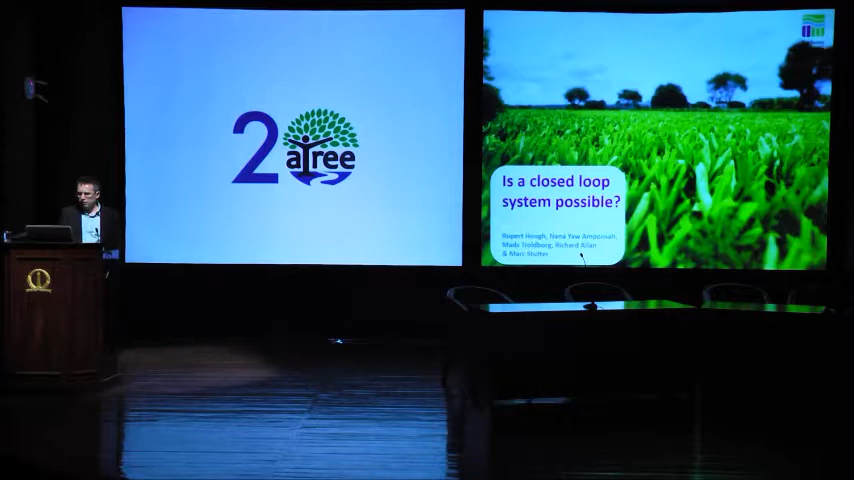 20
aTree
Is a closed loop
system possible?
Rupert Hough, Nana Yaw Amponsah,
Mads Troldborg, Richard Allan
& Marc Stutter